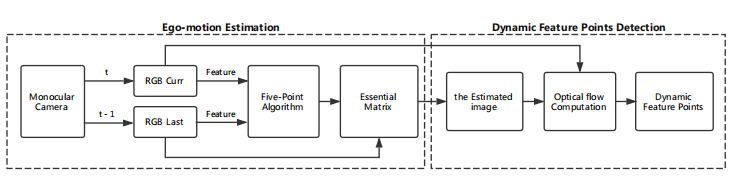 Ego-motion Estimation
Dynamic Feature Points Detection
Monocular
Camera
t
t - 1
RGB Curr
RGB Last
Feature
Feature
Five-Point
Algorithm
Essential
Matrix
the Estimated
image
Optical flow
Computation
Dynamic
Feature Points